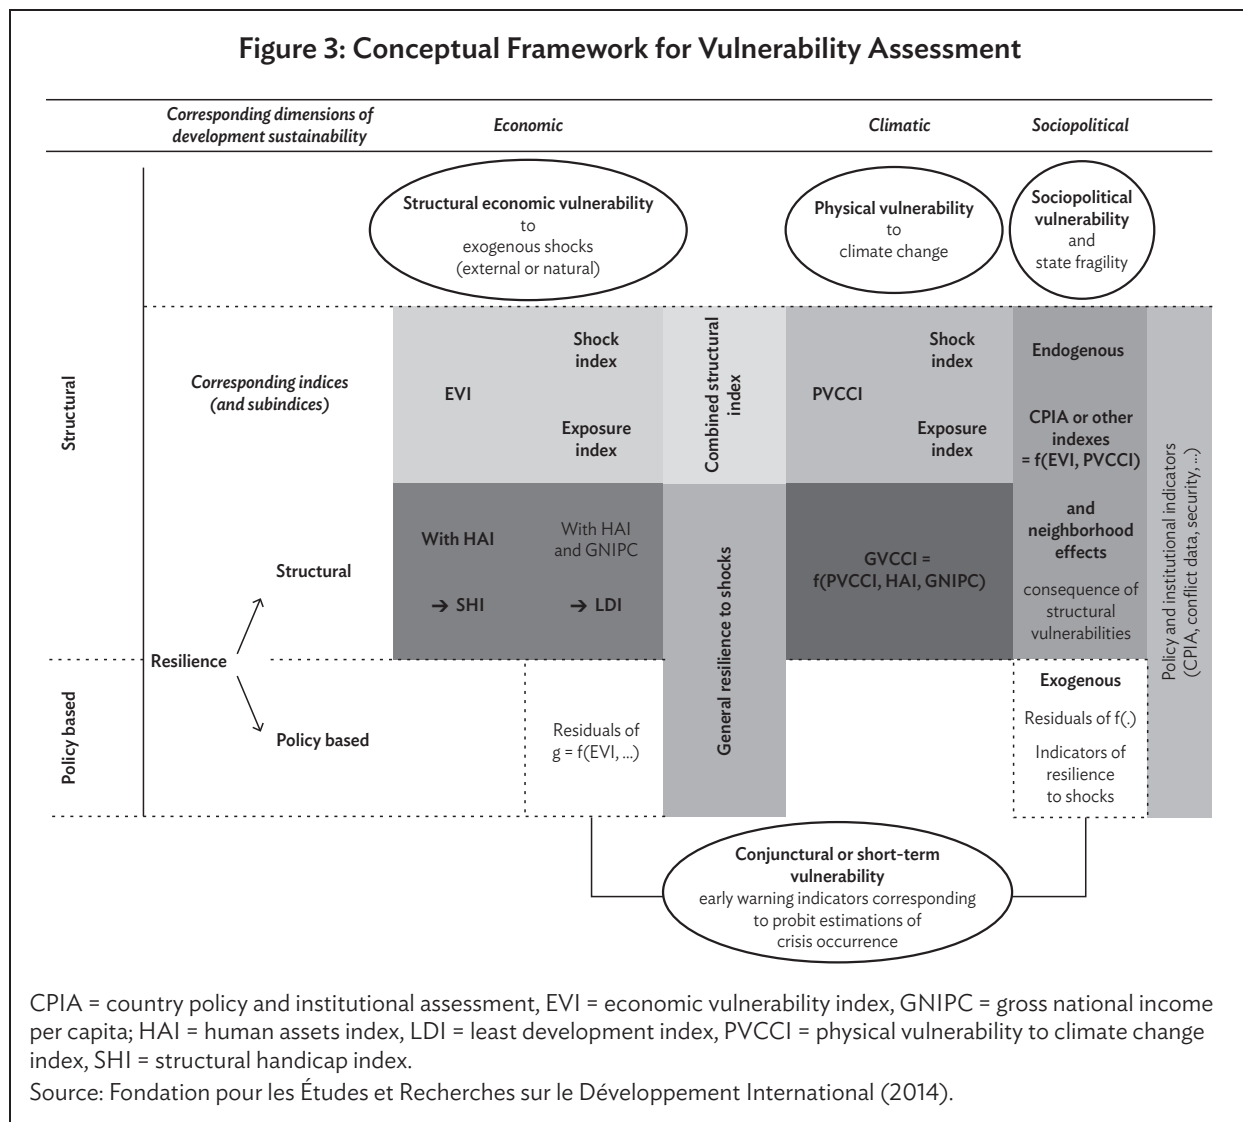 Figure 3: Conceptual Framework for Vulnerability Assessment
Corresponding dimensions of
development sustainability
Economic
Climatic
Sociopolitical
Structural economic vulnerability
to
exogenous shocks
(external or natural)
Physical vulnerability
to
climate change
Sociopolitical
vulnerability
and
state fragility
Structural
Corresponding indices
(and subindices)
EVI
Shock
index
Exposure
index
Combined structural
index
PVCCI
Shock
index
Exposure
index
Endogenous
CPIA or other
indexes
= f(EVI, PVCCI)
and
neighborhood
effects
consequence of
structural
vulnerabilities
Policy and institutional indicators
(CPIA, conflict data, security, ...)
Structural
With HAI
➔ SHI
With HAI
and GNIPC
➔ LDI
General resilience to shocks
GVCCI =
f(PVCCI, HAI, GNIPC)
Resilience
Policy based
Policy based
Residuals of
g = f(EVI, ...)
Exogenous
Residuals of f(.)
Indicators of
resilience
to shocks
Conjunctural or short-term
vulnerability
early warning indicators corresponding
to probit estimations of
crisis occurrence
CPIA = country policy and institutional assessment, EVI = economic vulnerability index, GNIPC = gross national income
per capita; HAI = human assets index, LDI = least development index, PVCCI = physical vulnerability to climate change
index, SHI = structural handicap index.
Source: Fondation pour les Études et Recherches sur le Développement International (2014).